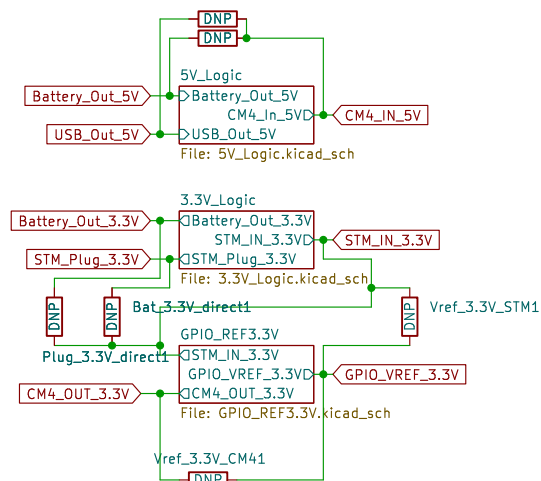 DNP
DNP
5V_Logic
Battery_Out_5V
Battery_Out_5V
CM4_In_5V
CM4_IN_5V
USB_Out_5V
USB_Out_5V
File: 5V_Logic.kicad_sch
3.3V_Logic
Battery_Out_3.3V
Battery_Out_3.3V
STM_IN_3.3V
STM_IN_3.3V
STM_Plug_3.3V
STM_Plug_3.3V
File: 3.3V_Logic.kicad_sch
DNP
DNP
Bat_3.3V_direct1
DNP
Vref_3.3V_STM1
GPIO_REF3.3V
Plug_3.3V_direct1
STM_IN_3.3V
GPIO_VREF_3.3V
GPIO_VREF_3.3V
CM4_OUT_3.3V
CM4_OUT_3.3V
File: GPIO_REF3.3V.kicad_sch
Vref_3.3V_CM41
DNP